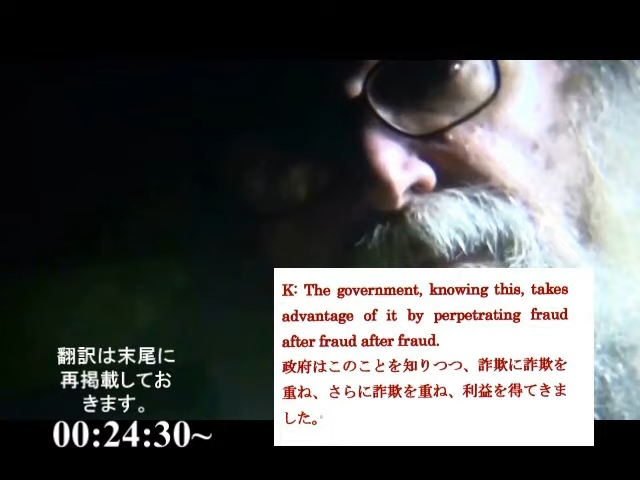 K: The government, knowing this, takes
advantage of it by perpetrating fraud
after fraud after fraud.
政府はこのことを知りつつ、詐欺に詐欺を
重ね、さらに詐欺を重ね、利益を得てきま
した。
翻訳は末尾に
再掲載してお
きます。
00:24:30~